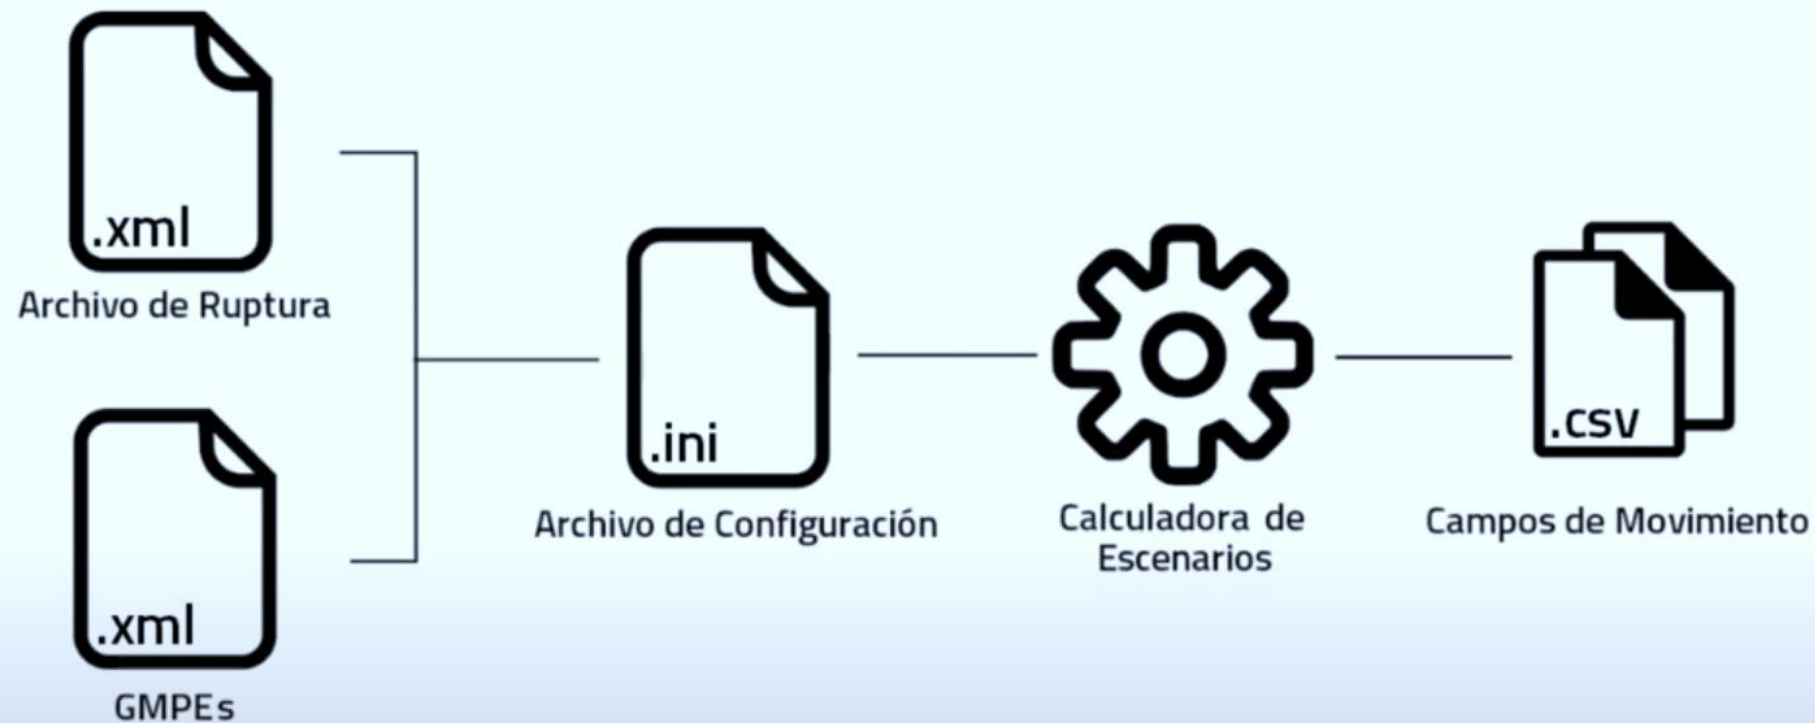 .xml
Archivo de Ruptura
.xml
GMPEs
.ini
Archivo de Configuración
Calculadora de
Escenarios
.csv
Campos de Movimiento